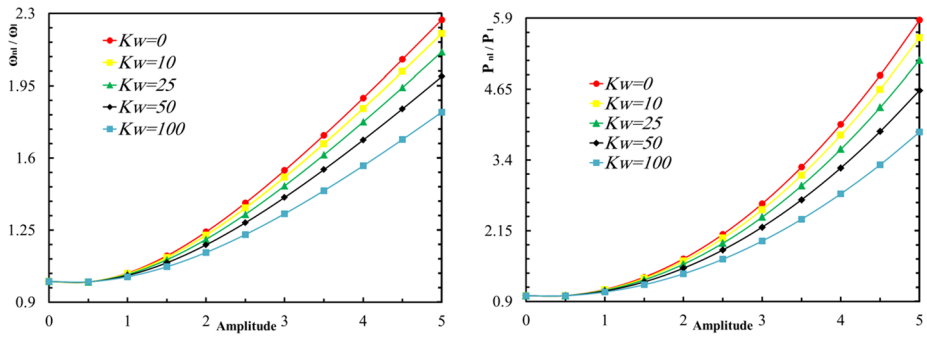 2.3
1.95
1.6
1.25
0.9
ωnl / ωl
Kw=0
Kw=10
Kw=25
Kw=50
Kw=100
0 1 2 3 4 5
Amplitude
5.9
4.65
3.4
2.15
0.9
Pnl / Pl
Kw=0
Kw=10
Kw=25
Kw=50
Kw=100
0 1 2 3 4 5
Amplitude